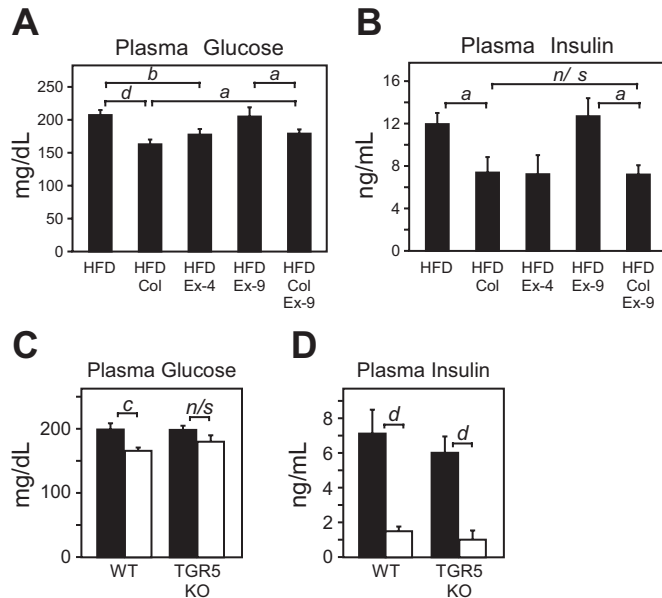 A
Plasma Glucose
mg/dL
250
200
150
100
50
0
b
a
d
a
HFD
HFD Col
HFD Ex-4
HFD Ex-9
HFD Col Ex-9
B
Plasma Insulin
ng/mL
16
12
8
4
0
n/ s
a
a
HFD
HFD Col
HFD Ex-4
HFD Ex-9
HFD Col Ex-9
C
Plasma Glucose
mg/dL
200
100
0
c
n/s
WT
TGR5
KO
D
Plasma Insulin
ng/mL
8
6
4
2
0
d
d
WT
TGR5
KO